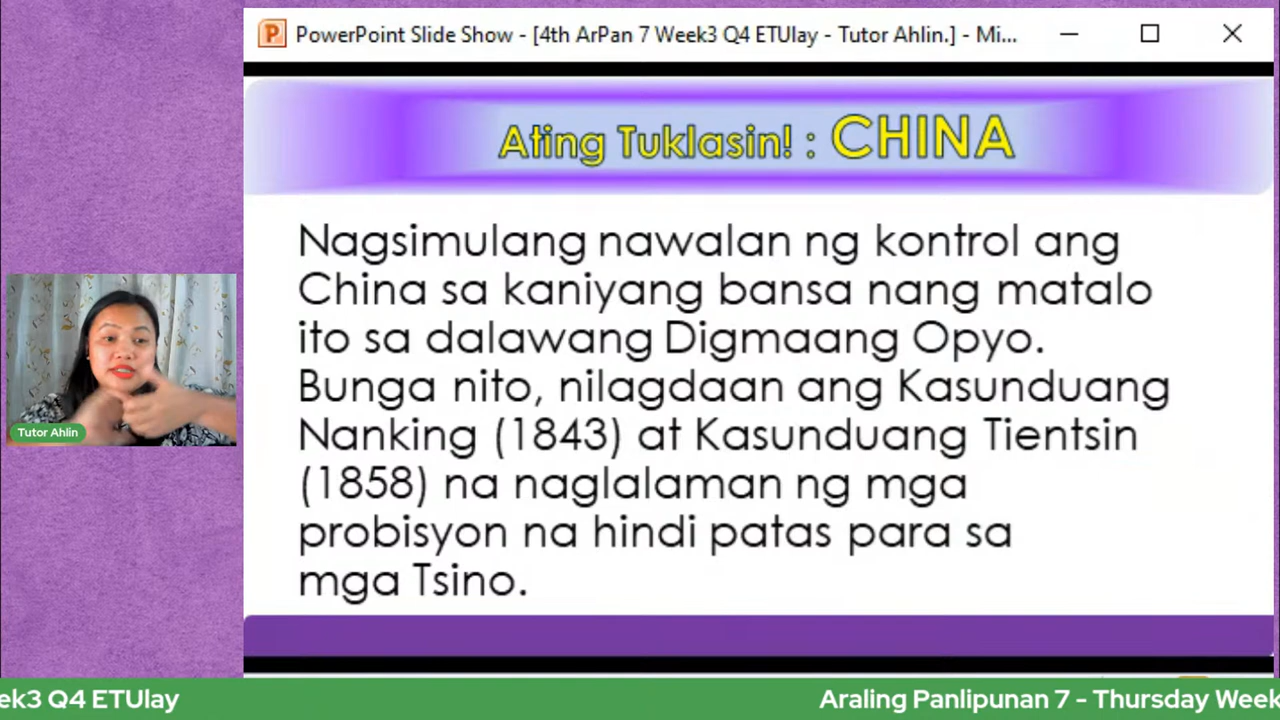 PowerPoint Slide Show - [4th ArPan 7 Week3 Q4 ETUlay - Tutor Ahlin.] - Mi...
Ating Tuklasin! : CHINA
Nagsimulang nawalan ng kontrol ang
China sa kaniyang bansa nang matalo
ito sa dalawang Digmaang Opyo.
Bunga nito, nilagdaan ang Kasunduang
Nanking (1843) at Kasunduang Tientsin
(1858) na naglalaman ng mga
probisyon na hindi patas para sa
mga Tsino.
Tutor Ahlin
ek3 Q4 ETUlay
Araling Panlipunan 7 - Thursday Week